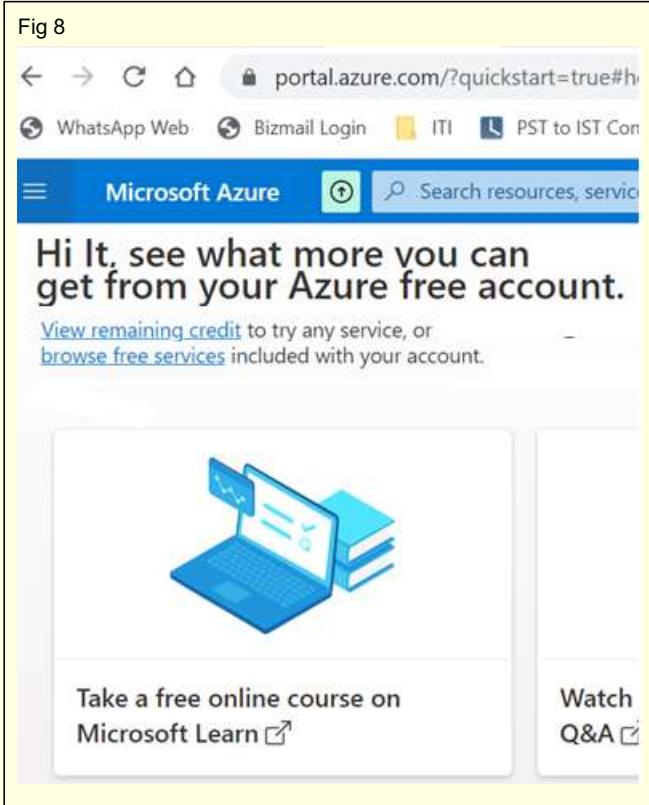 Fig 8
portal.azure.com/?quickstart=true#h
WhatsApp Web Bizmail Login ITI PST to IST Con
Microsoft Azure Search resources, servic
Hi It, see what more you can
get from your Azure free account.
View remaining credit to try any service, or
browse free services included with your account.
Take a free online course on
Microsoft Learn
Watch
Q&A